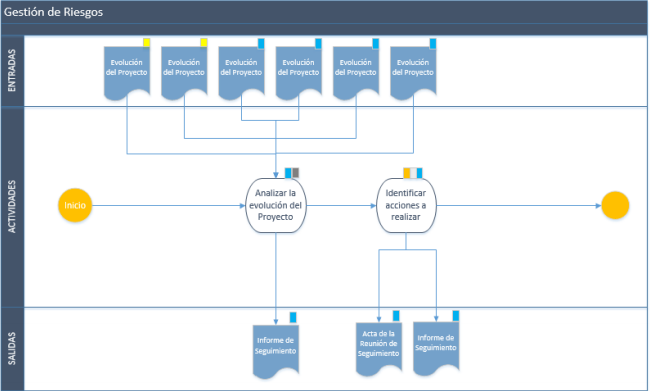 Gestión de Riesgos
ENTRADAS
Evolución
del Proyecto
Evolución
del Proyecto
Evolución
del Proyecto
Evolución
del Proyecto
Evolución
del Proyecto
Evolución
del Proyecto
ACTIVIDADES
Inicio
Analizar la
evolución del
Proyecto
Identificar
acciones a
realizar
SALIDAS
Informe de
Seguimiento
Acta de la
Reunión de
Seguimiento
Informe de
Seguimiento